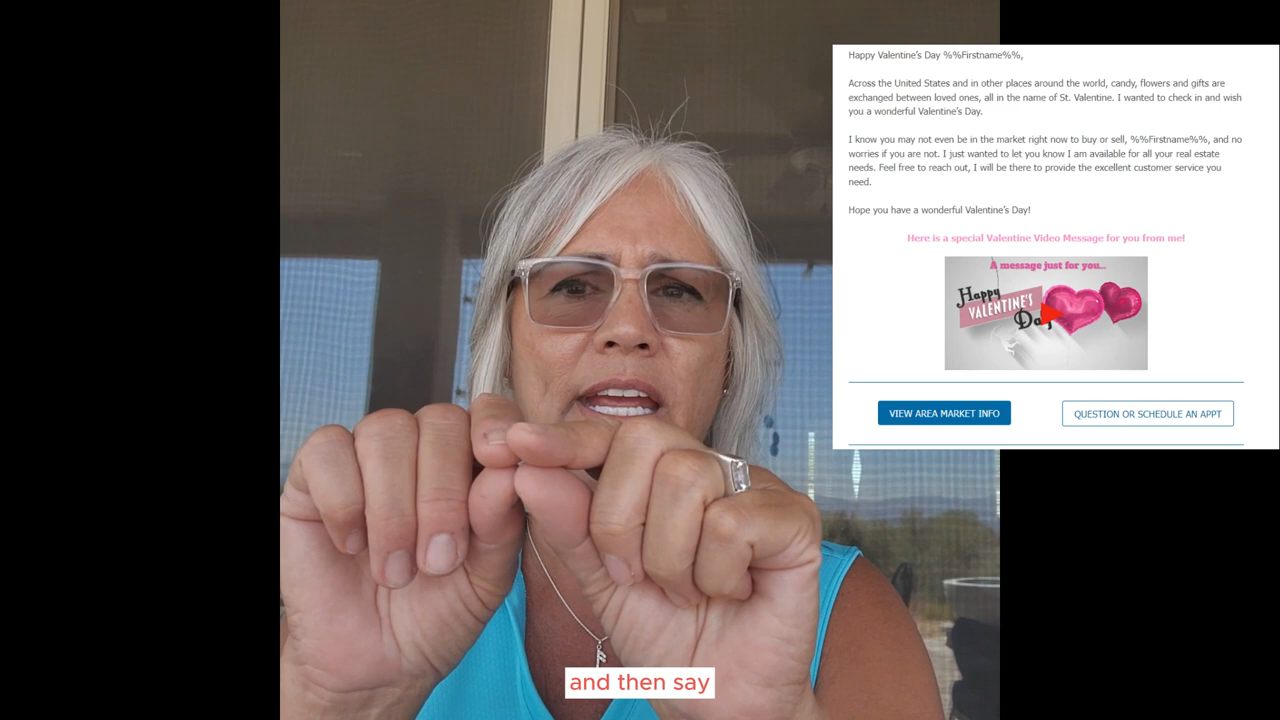 Happy Valentine's Day %%Firstname%%,
Across the United States and in other places around the world, candy, flowers and gifts are
exchanged between loved ones, all in the name of St. Valentine. I wanted to check in and wish
you a wonderful Valentine's Day.
I know you may not even be in the market right now to buy or sell, %%Firstname%%, and no
worries if you are not. I just wanted to let you know I am available for all your real estate
needs. Feel free to reach out, I will be there to provide the excellent customer service you
need.
Hope you have a wonderful Valentine's Day!
Here is a special Valentine Video Message for you from me!
A message just for you...
Happy
VALENTINE'S
Day
VIEW AREA MARKET INFO
QUESTION OR SCHEDULE AN APPT
and then say